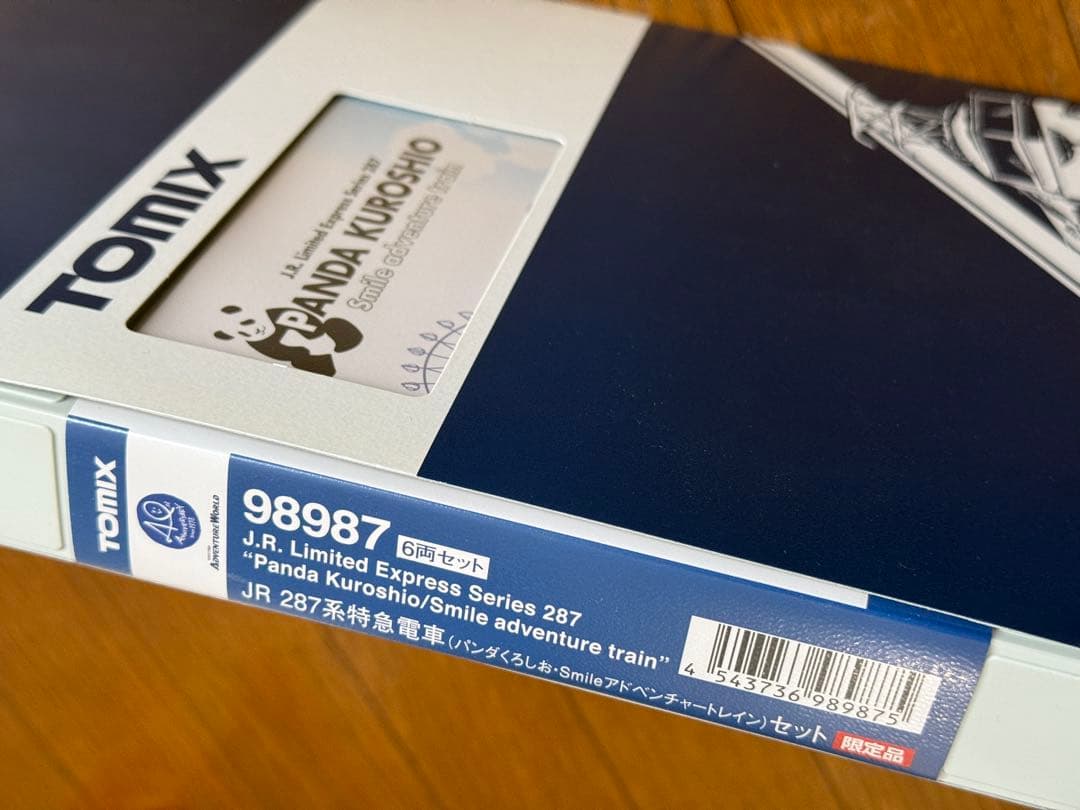 TOMIX
J.R. Limited Express Series 287
PANDA KUROSHIO
Smile adventure train
TOMIX
40th
Anniversary
ADVENTURE WORLD
98987 6両セット
J.R. Limited Express Series 287
“Panda Kuroshio/Smile adventure train”
JR 287系特急電車(パンダくろしお・Smileアドベンチャートレイン)セット 限定品
4 543736 989875